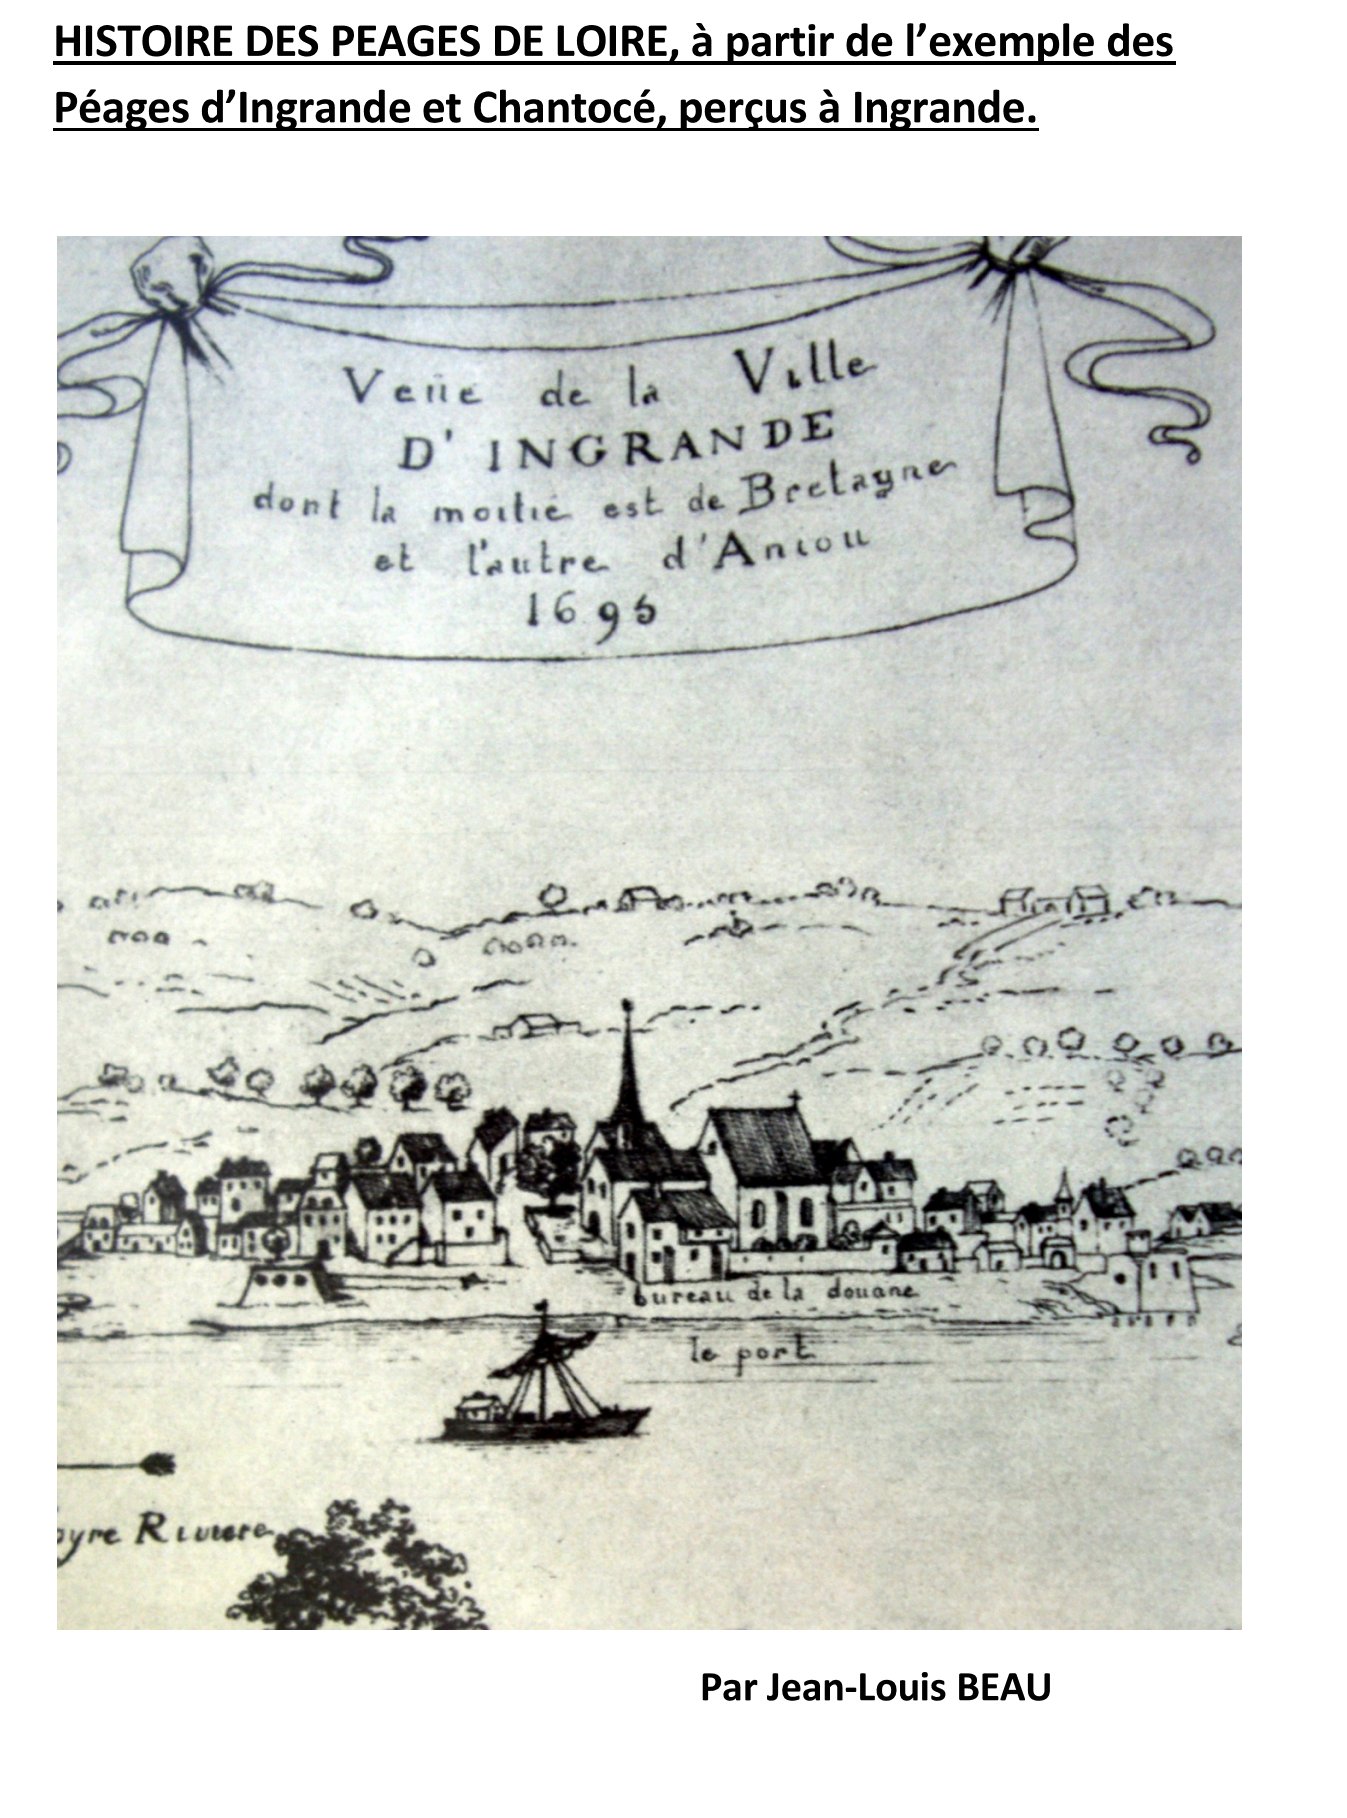 HISTOIRE DES PEAGES DE LOIRE, à partir de l’exemple des
Péages d’Ingrande et Chantocé, perçus à Ingrande.
Veüe de la Ville
D' INGRANDE
dont la moitié est de Bretagne
et l'autre d'Aniou
1695
bureau de la douane
le port
oyre Riviere
Par Jean-Louis BEAU